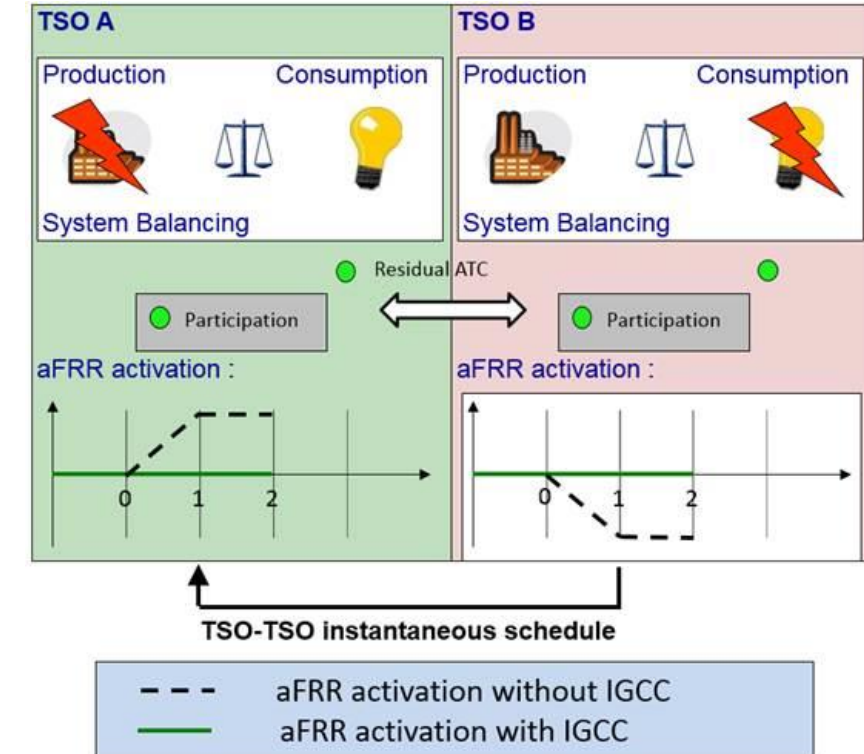 TSO A
TSO B
Production Consumption
Production Consumption
System Balancing
System Balancing
Residual ATC
Participation
Participation
aFRR activation :
aFRR activation :
0 1 2
0 1 2
TSO-TSO instantaneous schedule
aFRR activation without IGCC
aFRR activation with IGCC